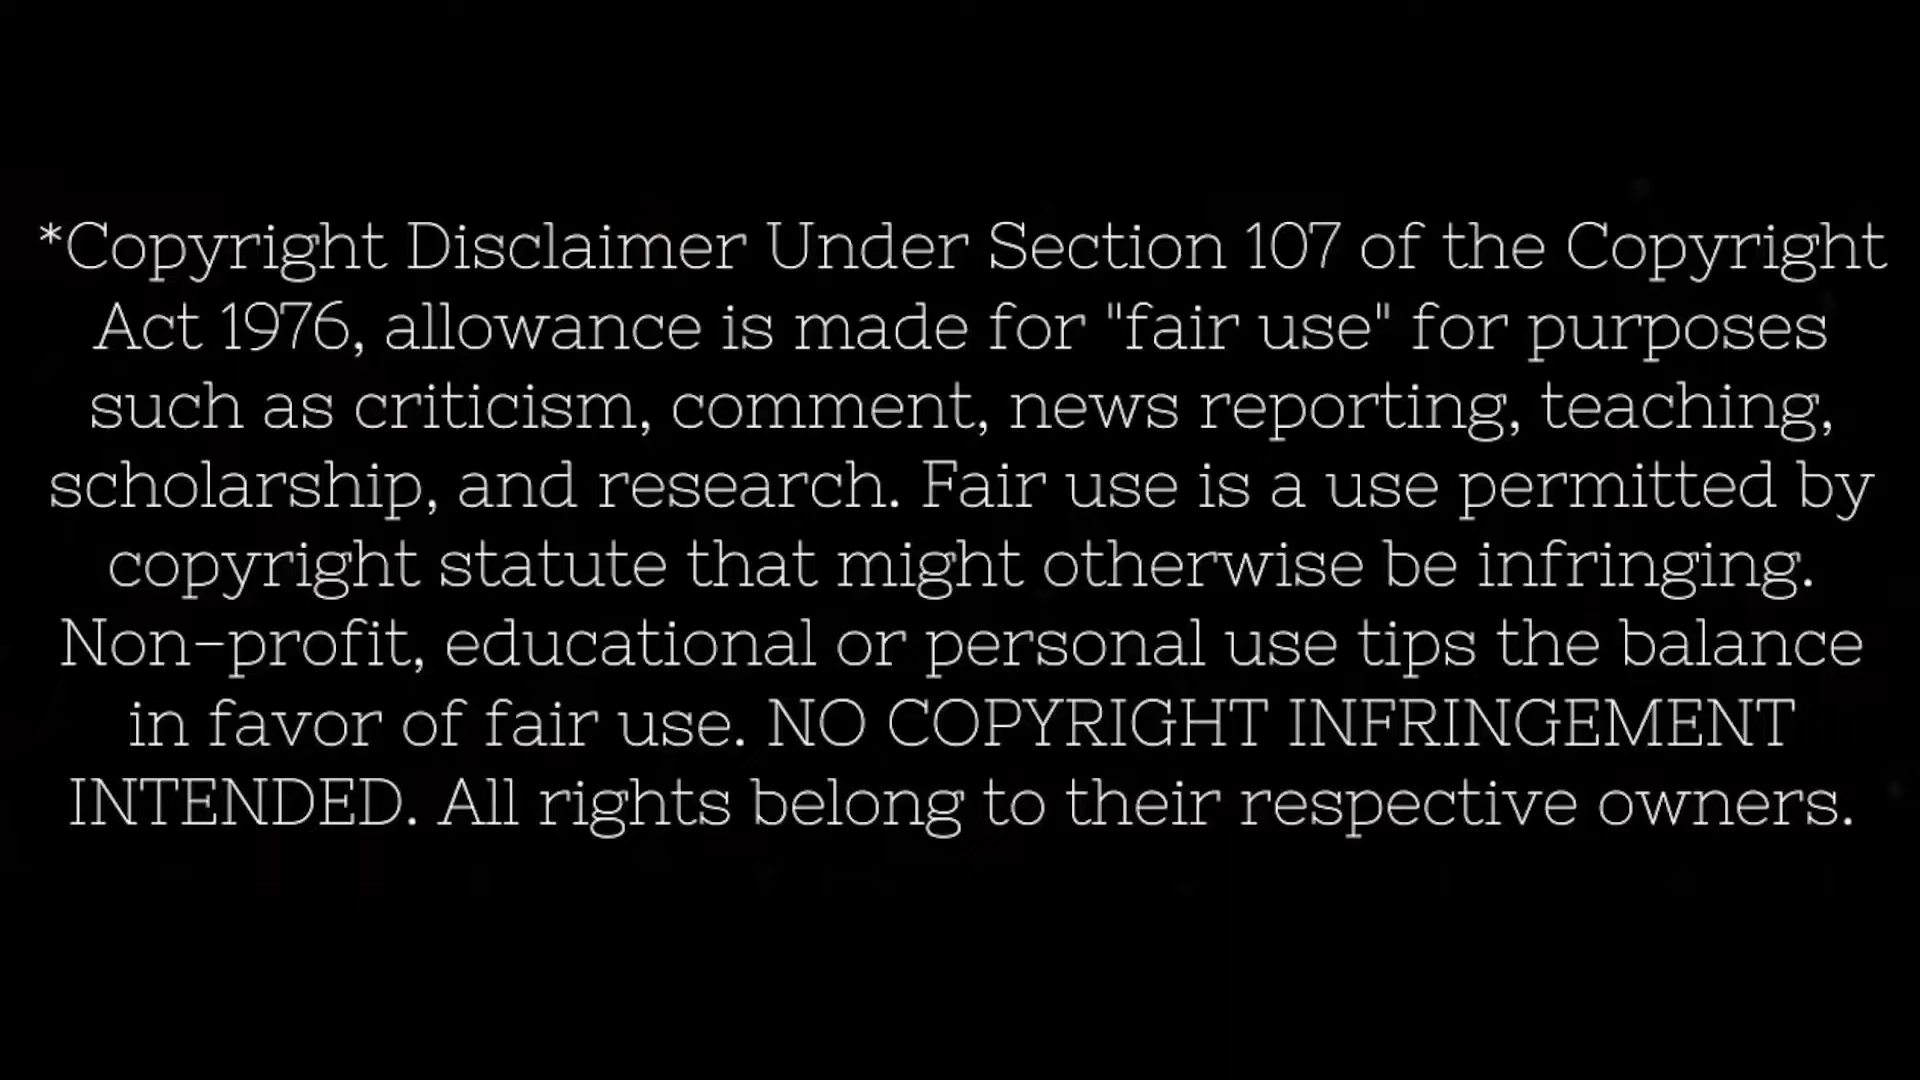 *Copyright Disclaimer Under Section 107 of the Copyright
Act 1976, allowance is made for "fair use" for purposes
such as criticism, comment, news reporting, teaching,
scholarship, and research. Fair use is a use permitted by
copyright statute that might otherwise be infringing.
Non-profit, educational or personal use tips the balance
in favor of fair use. NO COPYRIGHT INFRINGEMENT
INTENDED. All rights belong to their respective owners.